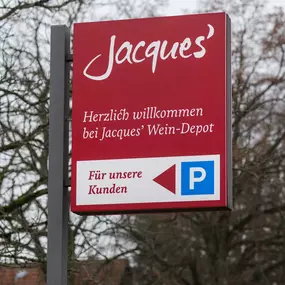 Jacques’
Herzlich willkommen
bei Jacques’ Wein-Depot
Für unsere
Kunden
P